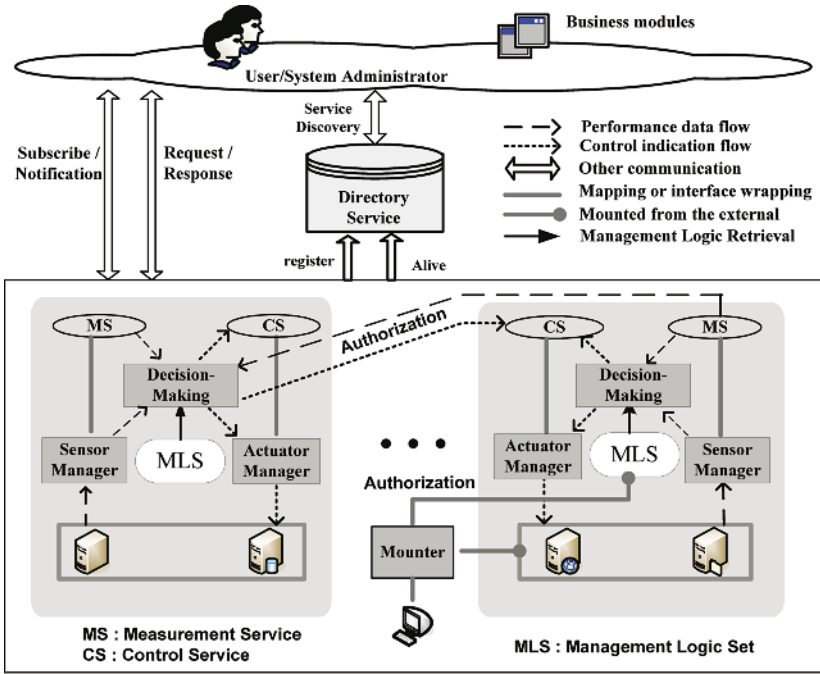 Business modules
User/System Administrator
Service
Discovery
Subscribe /
Notification
Request /
Response
Directory
Service
register
Alive
Performance data flow
Control indication flow
Other communication
Mapping or interface wrapping
Mounted from the external
Management Logic Retrieval
MS
CS
Decision-
Making
Sensor
Manager
MLS
Actuator
Manager
Authorization
CS
MS
Decision-
Making
Actuator
Manager
MLS
Sensor
Manager
Authorization
Mounter
MS : Measurement Service
CS : Control Service
MLS : Management Logic Set